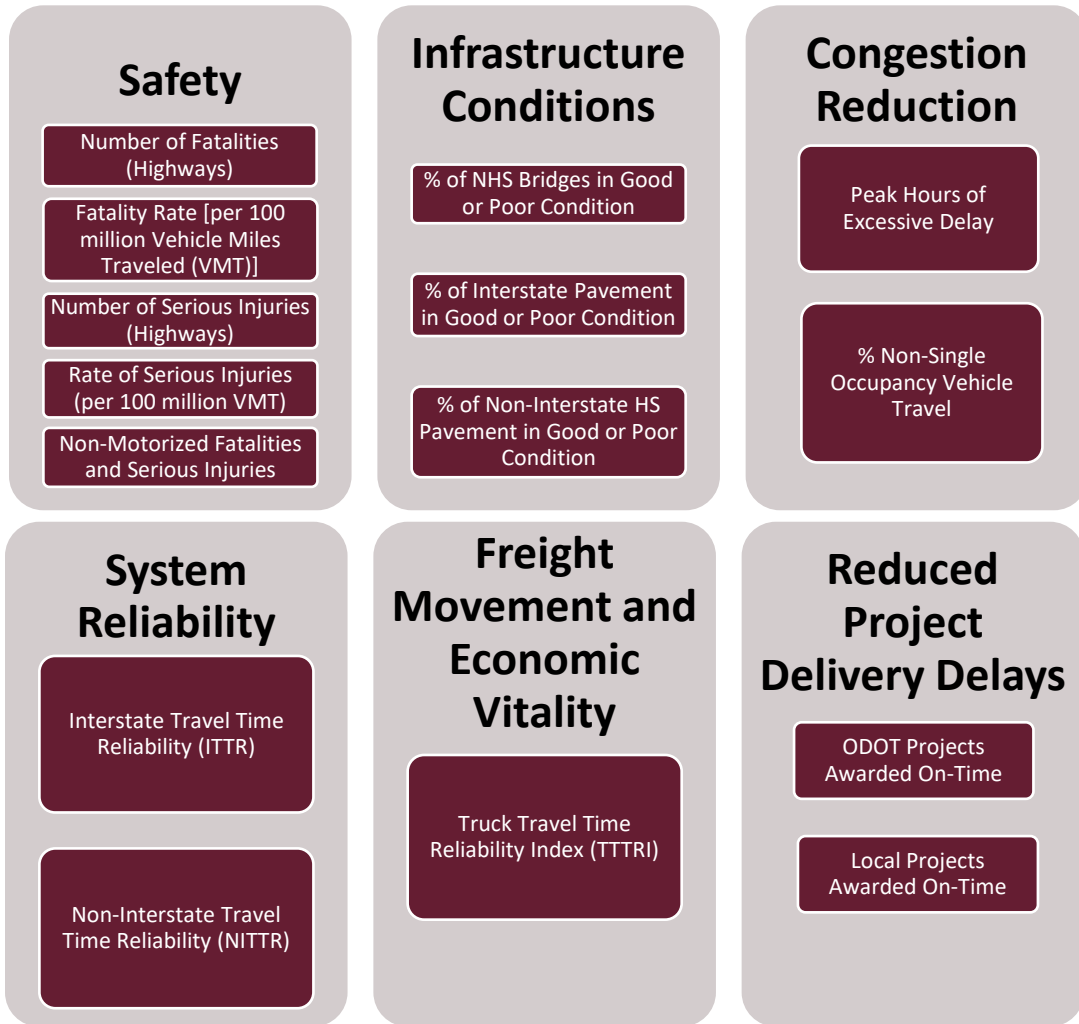 Safety
Number of Fatalities
(Highways)
Fatality Rate [per 100
million Vehicle Miles
Traveled (VMT)]
Number of Serious Injuries
(Highways)
Rate of Serious Injuries
(per 100 million VMT)
Non-Motorized Fatalities
and Serious Injuries
Infrastructure
Conditions
% of NHS Bridges in Good
or Poor Condition
% of Interstate Pavement
in Good or Poor Condition
% of Non-Interstate HS
Pavement in Good or Poor
Condition
Congestion
Reduction
Peak Hours of
Excessive Delay
% Non-Single
Occupancy Vehicle
Travel
System
Reliability
Interstate Travel Time
Reliability (ITTR)
Non-Interstate Travel
Time Reliability (NITTR)
Freight
Movement and
Economic
Vitality
Truck Travel Time
Reliability Index (TTTRI)
Reduced
Project
Delivery Delays
ODOT Projects
Awarded On-Time
Local Projects
Awarded On-Time